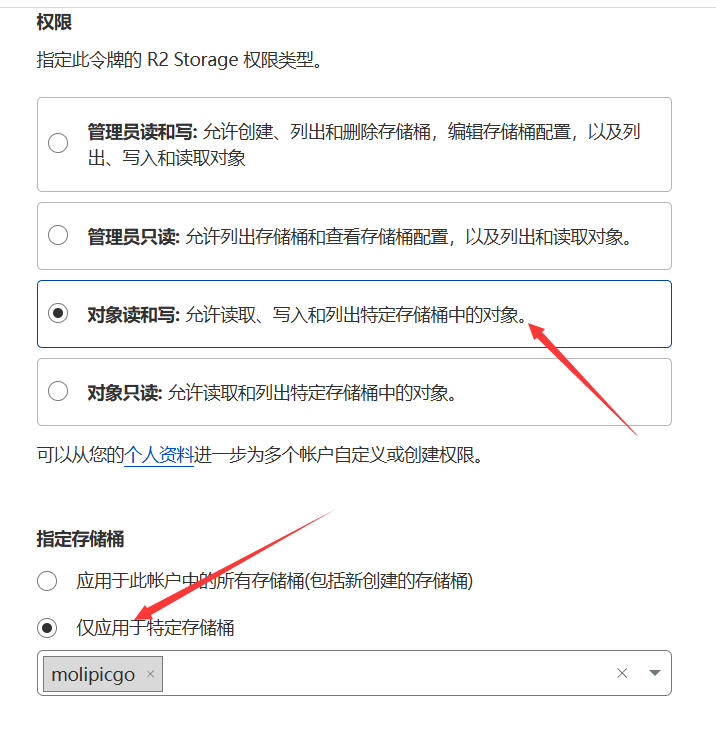 权限
指定此令牌的 R2 Storage 权限类型。
管理员读和写: 允许创建、列出和删除存储桶，编辑存储桶配置，以及列
出、写入和读取对象
管理员只读: 允许列出存储桶和查看存储桶配置，以及列出和读取对象。
对象读和写: 允许读取、写入和列出特定存储桶中的对象。
对象只读: 允许读取和列出特定存储桶中的对象。
可以从您的个人资料进一步为多个帐户自定义或创建权限。
指定存储桶
应用于此帐户中的所有存储桶(包括新创建的存储桶)
仅应用于特定存储桶
molipicgo